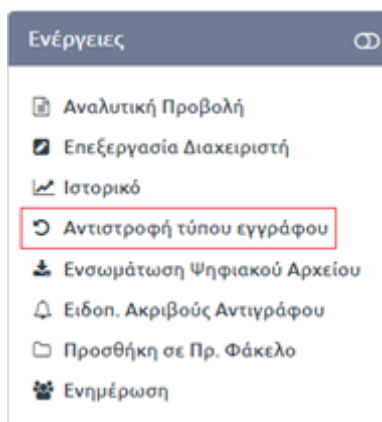 Ενέργειες
Αναλυτική Προβολή
Επεξεργασία Διαχειριστή
Ιστορικό
Αντιστροφή τύπου εγγράφου
Ενσωμάτωση Ψηφιακού Αρχείου
Ειδοπ. Ακριβούς Αντιγράφου
Προσθήκη σε Πρ. Φάκελο
Ενημέρωση